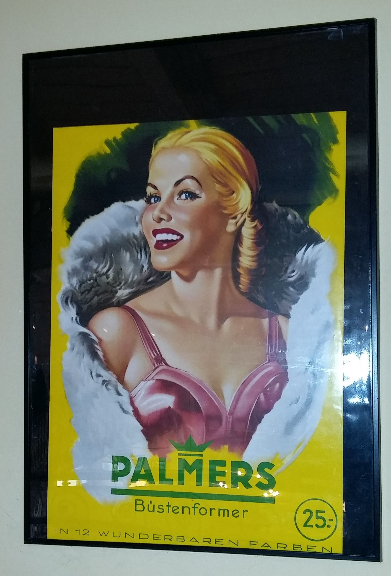 PALMERS
Büstenformer
25.-
IN 12 WUNDERBAREN FARBEN